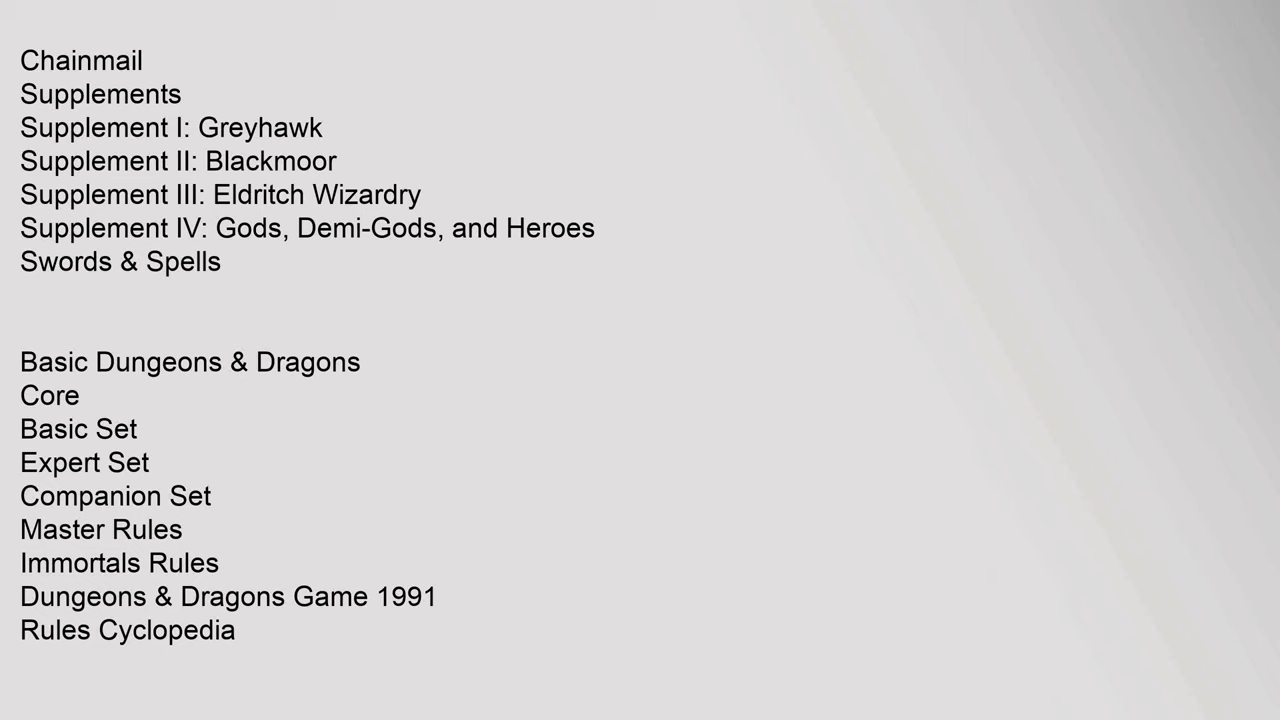 Chainmail
Supplements
Supplement I: Greyhawk
Supplement II: Blackmoor
Supplement III: Eldritch Wizardry
Supplement IV: Gods, Demi-Gods, and Heroes
Swords & Spells
Basic Dungeons & Dragons
Core
Basic Set
Expert Set
Companion Set
Master Rules
Immortals Rules
Dungeons & Dragons Game 1991
Rules Cyclopedia